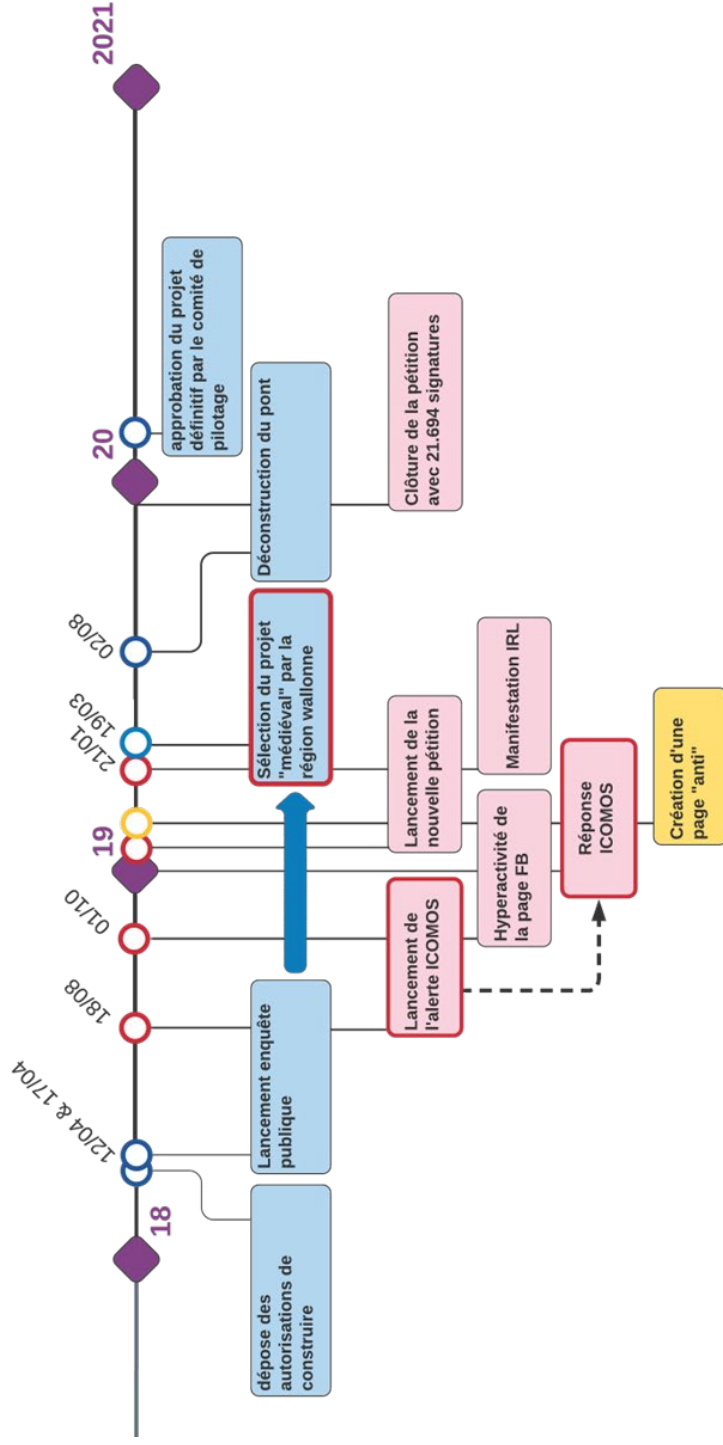 18
19
20
2021
12/04 & 17/04
18/08
01/10
21/01
19/03
02/08
dépose des
autorisations de
construire
Lancement enquête
publique
Sélection du projet
"médiéval" par la
région wallonne
Déconstruction du pont
approbation du projet
définitif par le comité de
pilotage
Lancement de
l'alerte ICOMOS
Lancement de la
nouvelle pétition
Clôture de la pétition
avec 21.694 signatures
Hyperactivité de
la page FB
Manifestation IRL
Réponse
ICOMOS
Création d'une
page "anti"